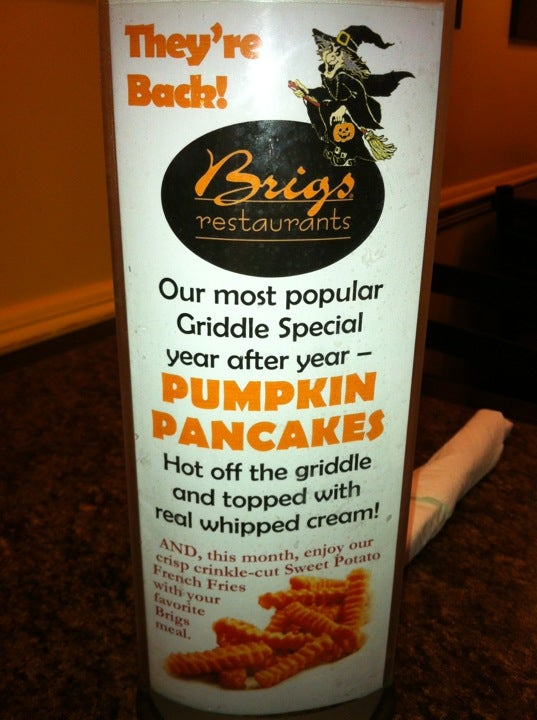 They're
Back!
Brigs
restaurants
Our most popular
Griddle Special
year after year –
PUMPKIN
PANCAKES
Hot off the griddle
and topped with
real whipped cream!
AND, this month, enjoy our
crisp crinkle-cut Sweet Potato
French Fries
with your
favorite
Brigs
meal.